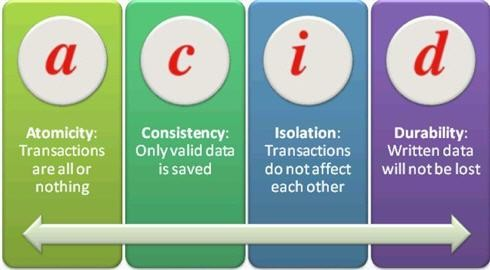 a
Atomicity:
Transactions
are all or
nothing
c
Consistency:
Only valid data
is saved
i
Isolation:
Transactions
do not affect
each other
d
Durability:
Written data
will not be lost